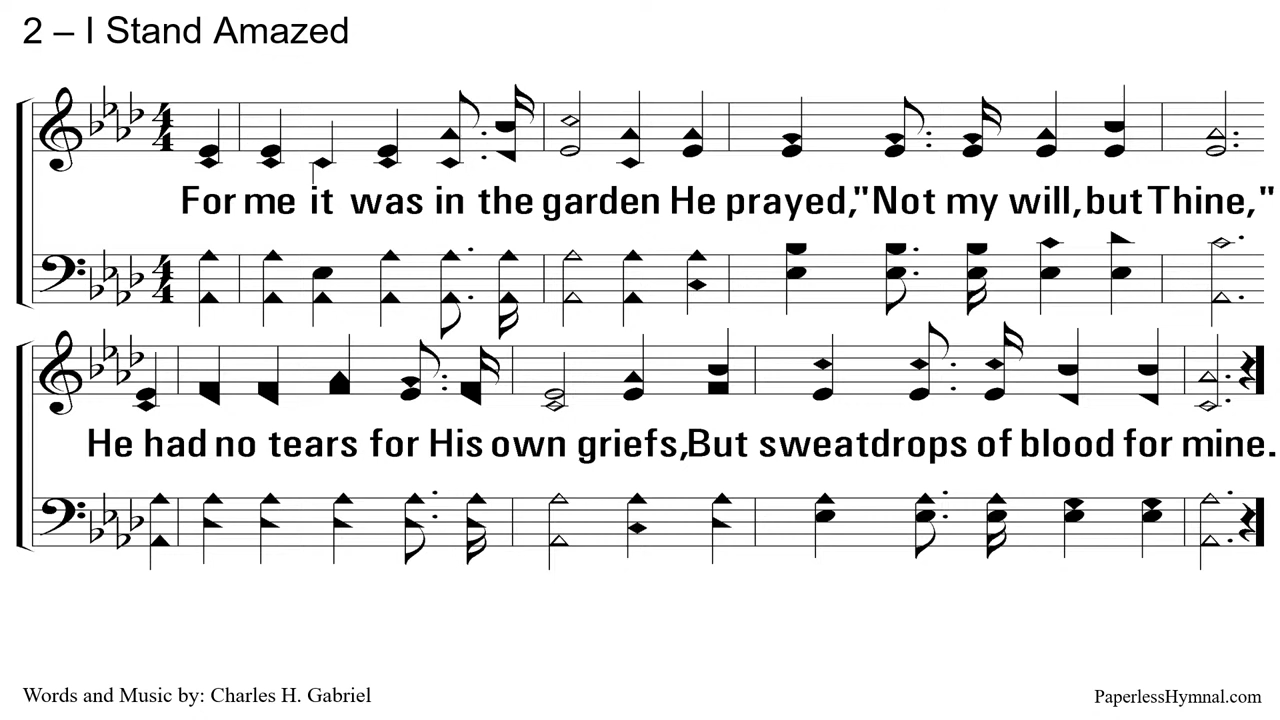 2 – I Stand Amazed
For me it was in the garden He prayed,"Not my will, but Thine,"
He had no tears for His own griefs,But sweatdrops of blood for mine.
Words and Music by: Charles H. Gabriel
PaperlessHymnal.com